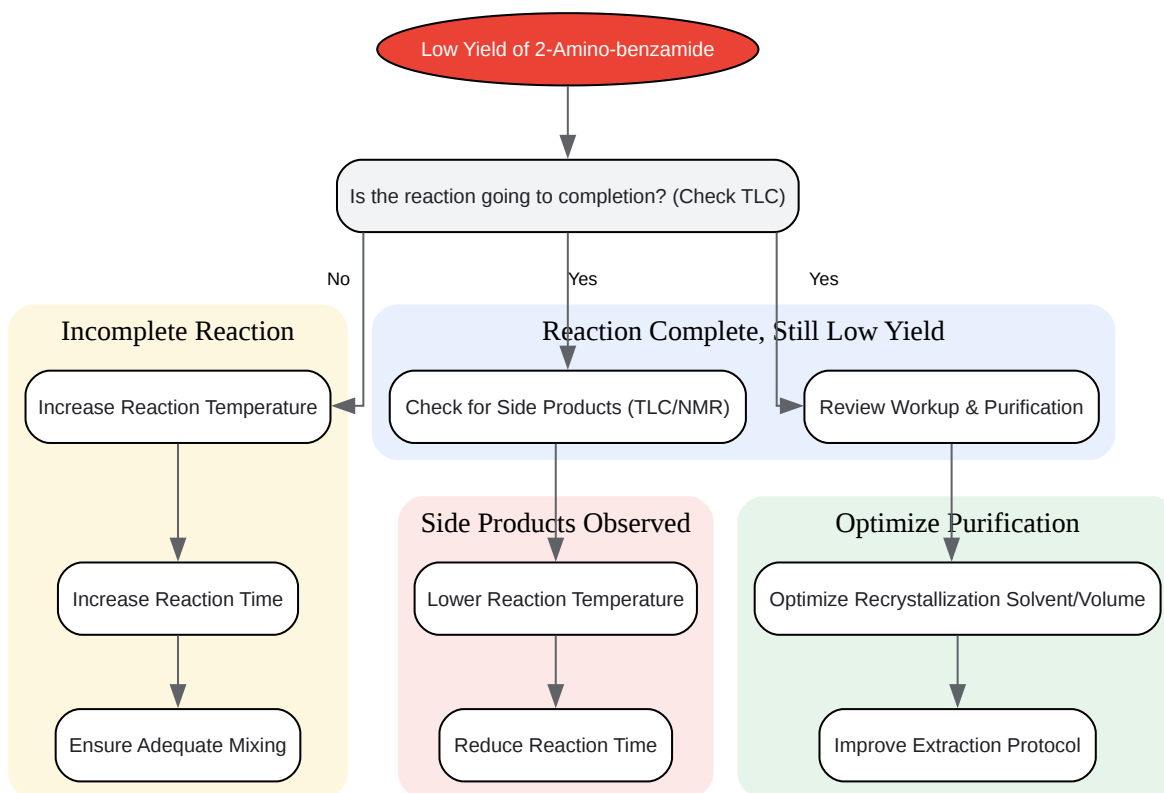 Low Yield of 2-Amino-benzamide
Is the reaction going to completion? (Check TLC)
No
Yes
Yes
Incomplete Reaction
Reaction Complete, Still Low Yield
Increase Reaction Temperature
Check for Side Products (TLC/NMR)
Review Workup & Purification
Side Products Observed
Optimize Purification
Increase Reaction Time
Lower Reaction Temperature
Optimize Recrystallization Solvent/Volume
Ensure Adequate Mixing
Reduce Reaction Time
Improve Extraction Protocol